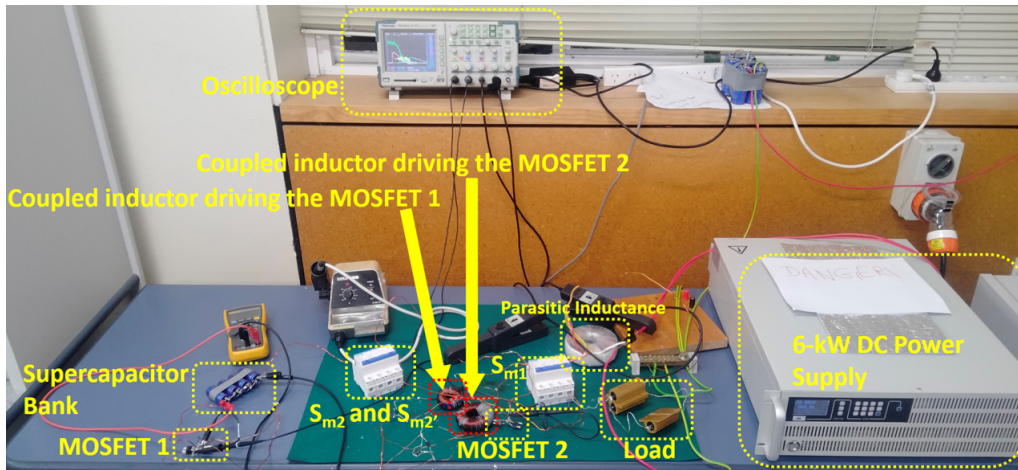 Oscilloscope
Coupled inductor driving the MOSFET 2
Coupled inductor driving the MOSFET 1
DANGER
Parasitic Inductance
6-kW DC Power
Supply
Supercapacitor
Bank
Sm1
Sm2 and Sm2'
MOSFET 1
MOSFET 2
Load